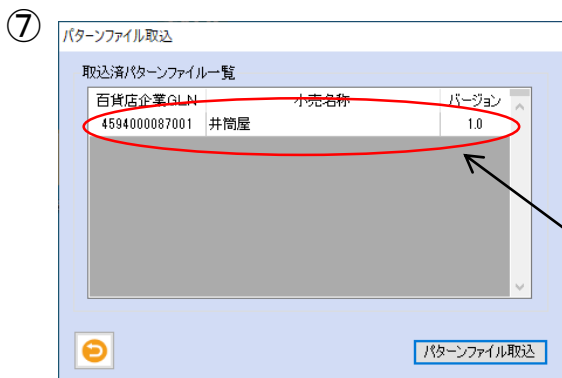 ⑦
パターンファイル取込
取込済パターンファイル一覧
百貨店企業GLN 小売名称 バージョン
4594000087001 井筒屋 1.0
パターンファイル取込